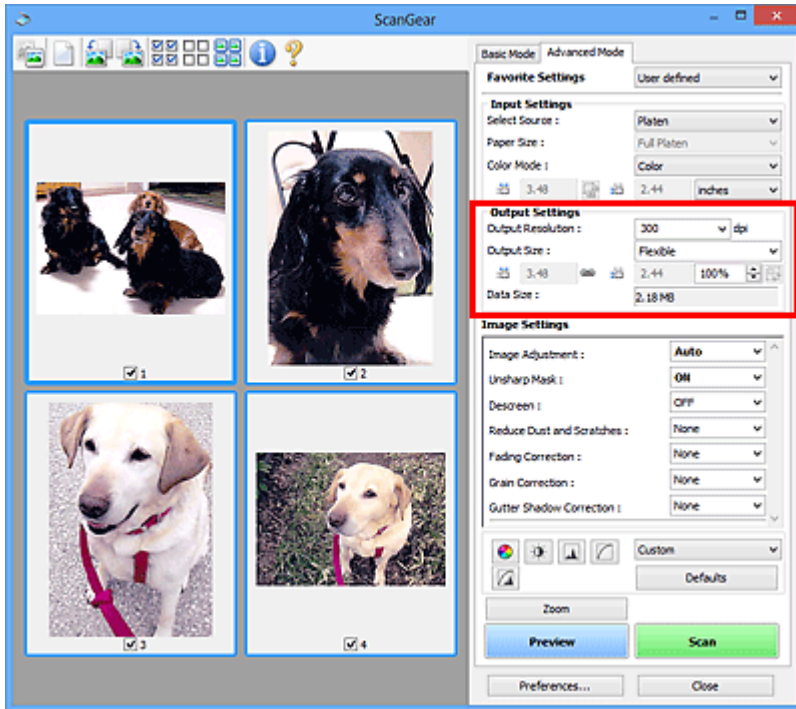 ScanGear
Basic Mode Advanced Mode
Favorite Settings User defined
Input Settings
Select Source : Platen
Paper Size : Full Platen
Color Mode : Color
3.48 2.44 inches
Output Settings
Output Resolution : 300 dpi
Output Size : Flexible
3.48 2.44 100%
Data Size : 2.18 MB
Image Settings
Image Adjustment : Auto
Unsharp Mask : ON
Descreen : OFF
Reduce Dust and Scratches : None
Fading Correction : None
Grain Correction : None
Gutter Shadow Correction : None
Custom
Defaults
Zoom
Preview Scan
Preferences... Close
1
2
3
4